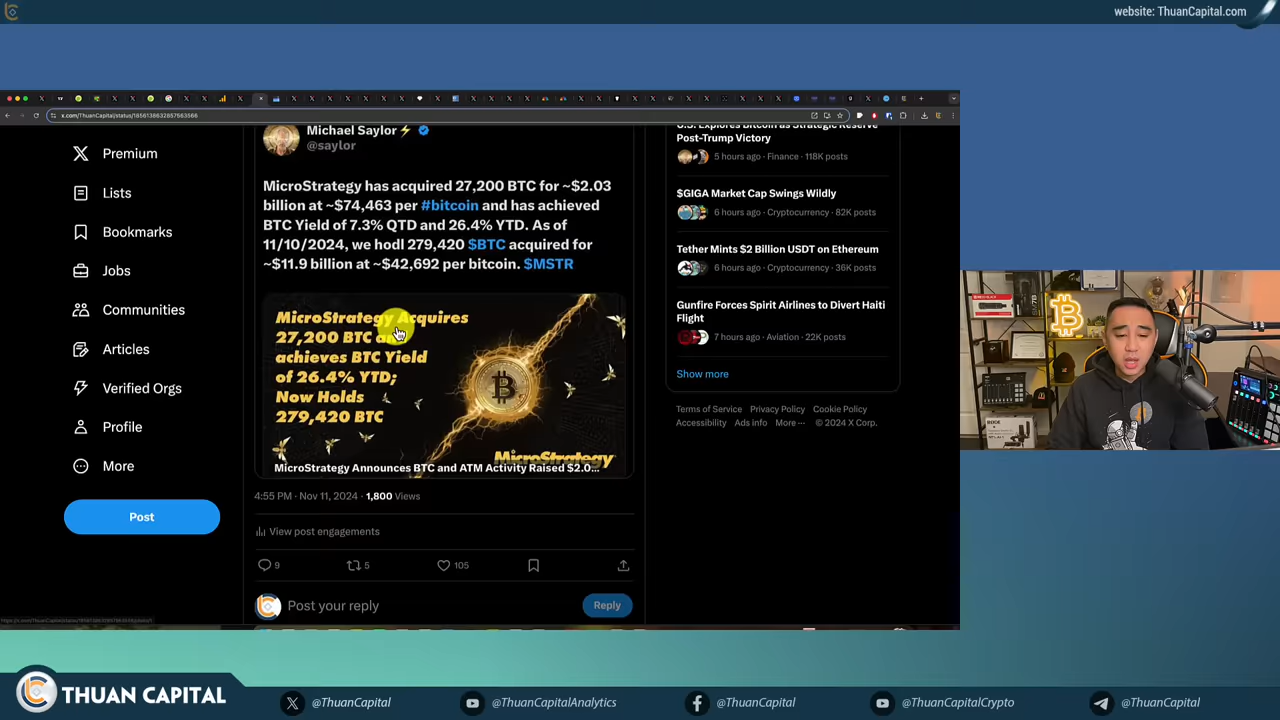 website: ThuanCapital.com
x.com/ThuanCapital/status/1856138632857563566
Premium
Lists
Bookmarks
Jobs
Communities
Articles
Verified Orgs
Profile
More
Post
Michael Saylor⚡
@saylor
MicroStrategy has acquired 27,200 BTC for ~$2.03
billion at ~$74,463 per #bitcoin and has achieved
BTC Yield of 7.3% QTD and 26.4% YTD. As of
11/10/2024, we hodl 279,420 $BTC acquired for
~$11.9 billion at ~$42,692 per bitcoin. $MSTR
MicroStrategy Acquires
27,200 BTC an
achieves BTC Yield
of 26.4% YTD;
Now Holds
279,420 BTC
MicroStrategy
MicroStrategy Announces BTC and ATM Activity Raised $2.0...
4:55 PM · Nov 11, 2024 · 1,800 Views
View post engagements
9 5 105
Post your reply
Reply
U.S. Explores Bitcoin as Strategic Reserve
Post-Trump Victory
5 hours ago · Finance · 118K posts
$GIGA Market Cap Swings Wildly
6 hours ago · Cryptocurrency · 82K posts
Tether Mints $2 Billion USDT on Ethereum
6 hours ago · Cryptocurrency · 36K posts
Gunfire Forces Spirit Airlines to Divert Haiti
Flight
7 hours ago · Aviation · 22K posts
Show more
Terms of Service Privacy Policy Cookie Policy
Accessibility Ads info More ··· © 2024 X Corp.
THUAN CAPITAL
@ThuanCapital
@ThuanCapitalAnalytics
@ThuanCapital
@ThuanCapitalCrypto
@ThuanCapital